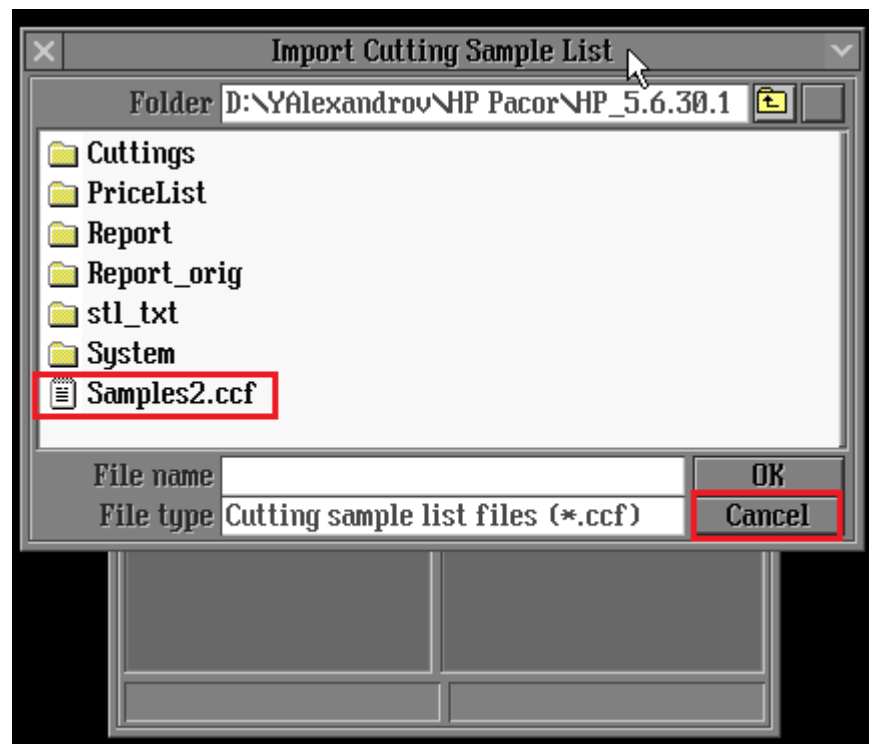 Import Cutting Sample List
Folder D:\YAlexandrov\HP Pacor\HP_5.6.30.1
Cuttings
PriceList
Report
Report_orig
stl_txt
System
Samples2.ccf
File name OK
File type Cutting sample list files (*.ccf) Cancel